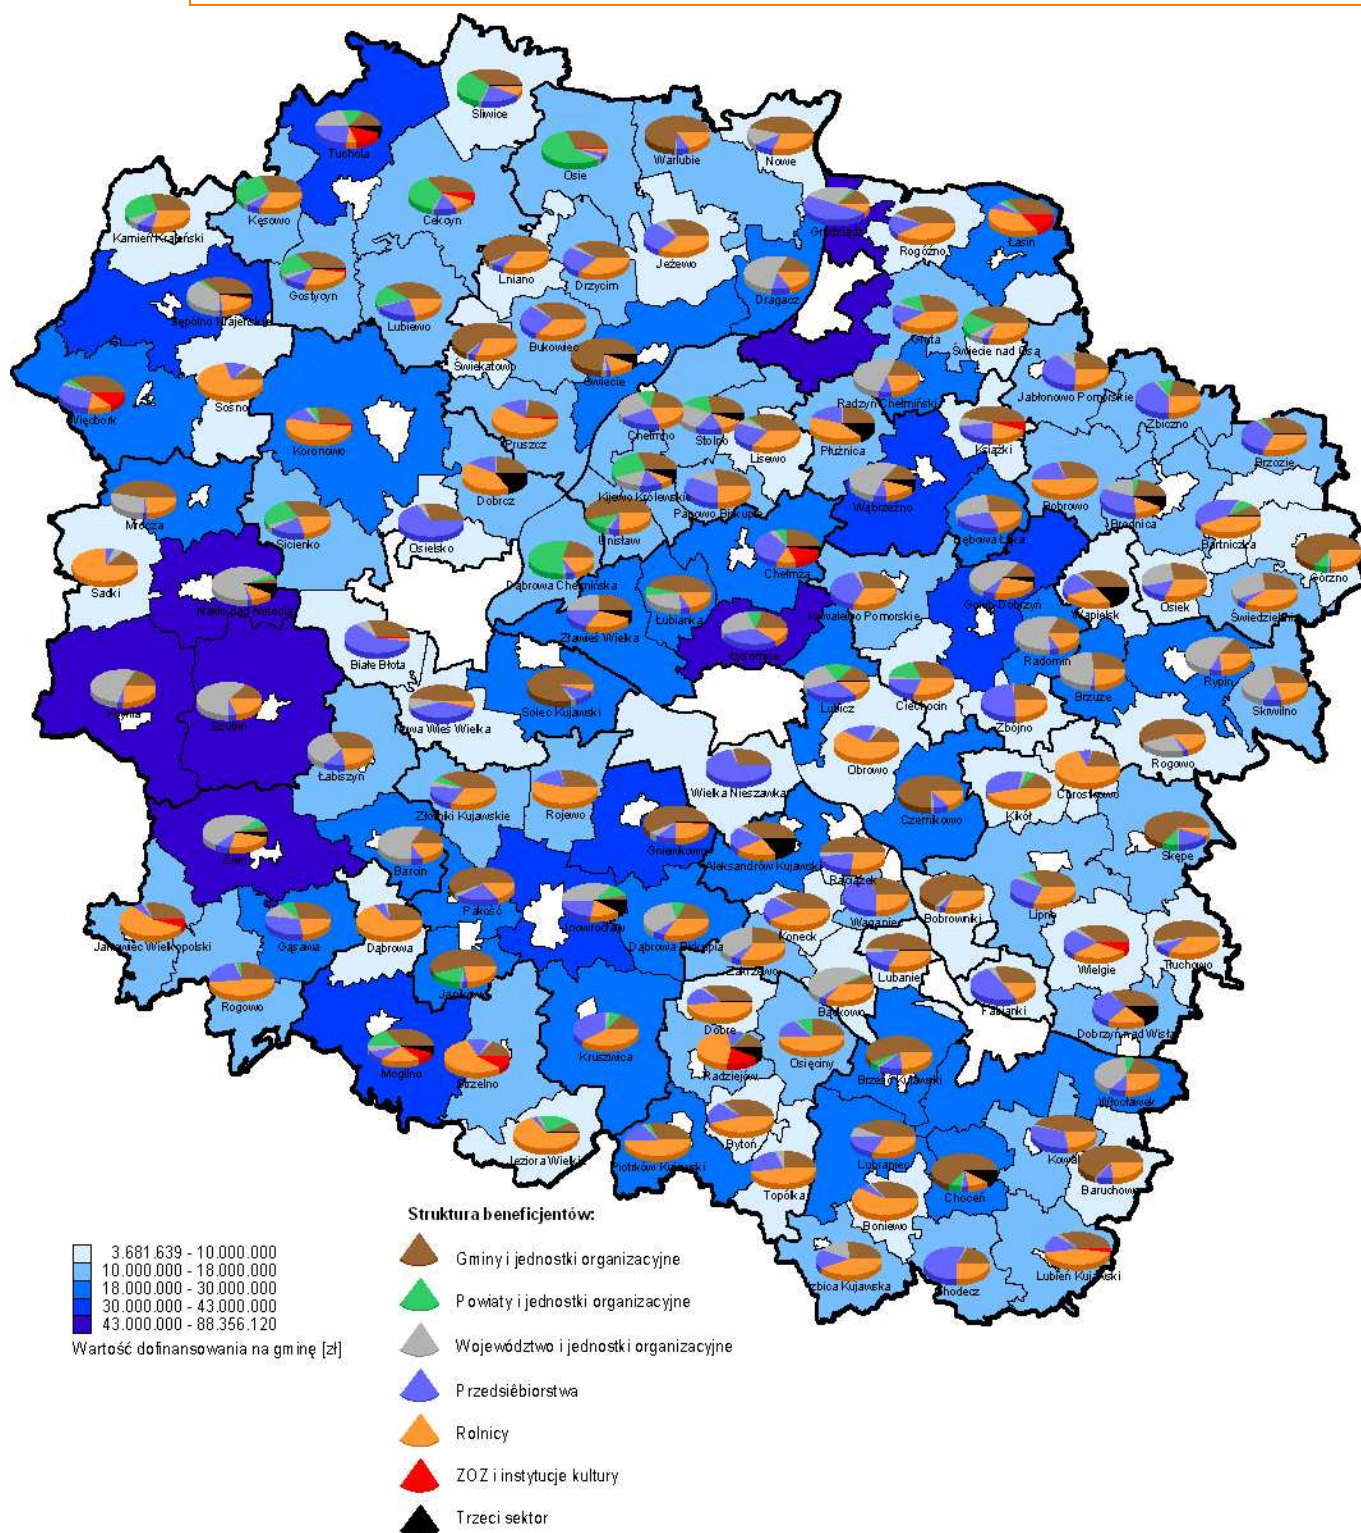 Śliwice
Tuchola
Osie
Warlubie
Nowe
Kęsowo
Cekcyn
Kamień Krajeński
Grudziądz
Rogóźno
Łasin
Lniano
Drzycim
Jeżewo
Gostycyn
Dragacz
Sępólno Krajeńskie
Lubiewo
Bukowiec
Gruta
Świecie nad Osą
Świekatowo
Świecie
Więcbork
Sośno
Radzyń Chełmiński
Jabłonowo Pomorskie
Zbiczno
Koronowo
Pruszcz
Chełmno
Stolno
Lisewo
Płużnica
Książki
Brzozie
Dobrcz
Kijewo Królewskie
Papowo Biskupie
Wąbrzeźno
Bobrowo
Brodnica
Mrocza
Sicienko
Osielsko
Unisław
Dębowa Łąka
Bartniczka
Górzno
Sadki
Dąbrowa Chełmińska
Chełmża
Nakło nad Notecią
Łubianka
Kowalewo Pomorskie
Golub-Dobrzyń
Wąpielsk
Osiek
Świedziebnia
Zławieś Wielka
Białe Błota
Łysomice
Radomin
Rypin
Kcynia
Szubin
Nowa Wieś Wielka
Solec Kujawski
Lubicz
Ciechocin
Brzuze
Skrwilno
Zbójno
Łabiszyn
Obrowo
Rogowo
Złotniki Kujawskie
Rojewo
Wielka Nieszawka
Czernikowo
Kikół
Chrostkowo
Żnin
Barcin
Gniewkowo
Aleksandrów Kujawski
Raciążek
Skępe
Pakość
Inowrocław
Waganiec
Bobrowniki
Lipno
Janowiec Wielkopolski
Gąsawa
Dąbrowa
Dąbrowa Biskupia
Koneck
Zakrzewo
Lubanie
Wielgie
Tłuchowo
Rogowo
Janikowo
Bądkowo
Fabianki
Dobre
Osięciny
Dobrzyń nad Wisłą
Mogilno
Strzelno
Kruszwica
Radziejów
Brześć Kujawski
Włocławek
Jeziora Wielkie
Piotrków Kujawski
Bytoń
Lubraniec
Kowal
Baruchowo
Topólka
Choceń
Boniewo
Izbica Kujawska
Chodecz
Lubień Kujawski
Struktura beneficjentów:
Gminy i jednostki organizacyjne
Powiaty i jednostki organizacyjne
Województwo i jednostki organizacyjne
Przedsiêbiorstwa
Rolnicy
ZOZ i instytucje kultury
Trzeci sektor
3.681.639 - 10.000.000
10.000.000 - 18.000.000
18.000.000 - 30.000.000
30.000.000 - 43.000.000
43.000.000 - 88.356.120
Wartość dofinansowania na gminę [zł]